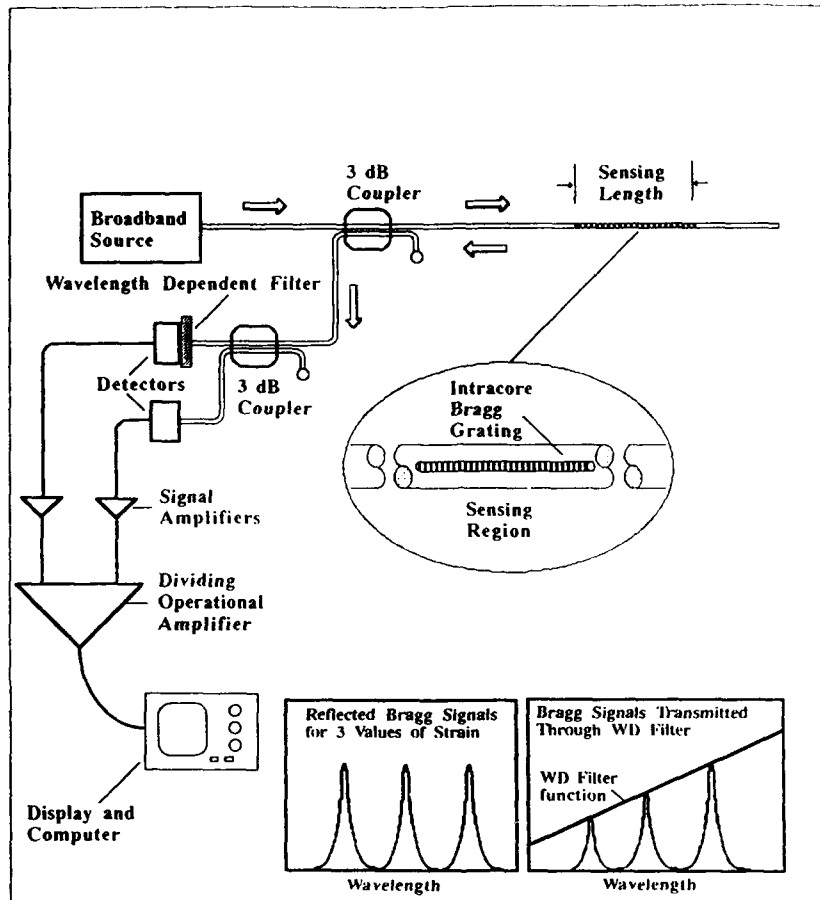 3 dB
Coupler
Sensing
Length
Broadband
Source
Wavelength Dependent Filter
Detectors
3 dB
Coupler
Intracore
Bragg
Grating
Sensing
Region
Signal
Amplifiers
Dividing
Operational
Amplifier
Display and
Computer
Reflected Bragg Signals
for 3 Values of Strain
Wavelength
Bragg Signals Transmitted
Through WD Filter
WD Filter
function
Wavelength